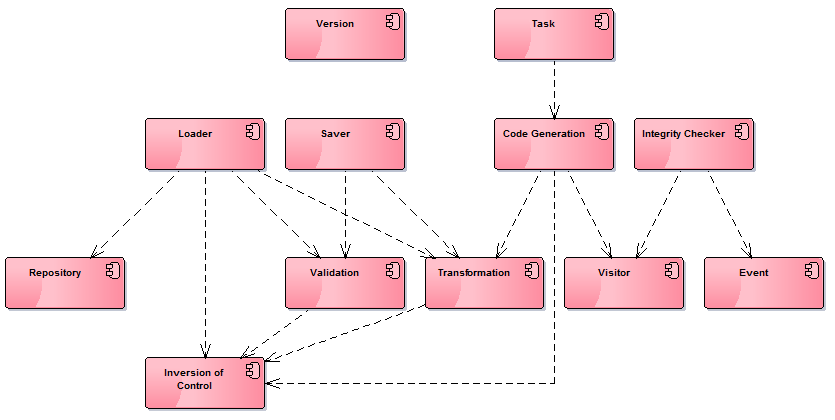 Version
Task
Loader
Saver
Code Generation
Integrity Checker
Repository
Validation
Transformation
Visitor
Event
Inversion of
Control